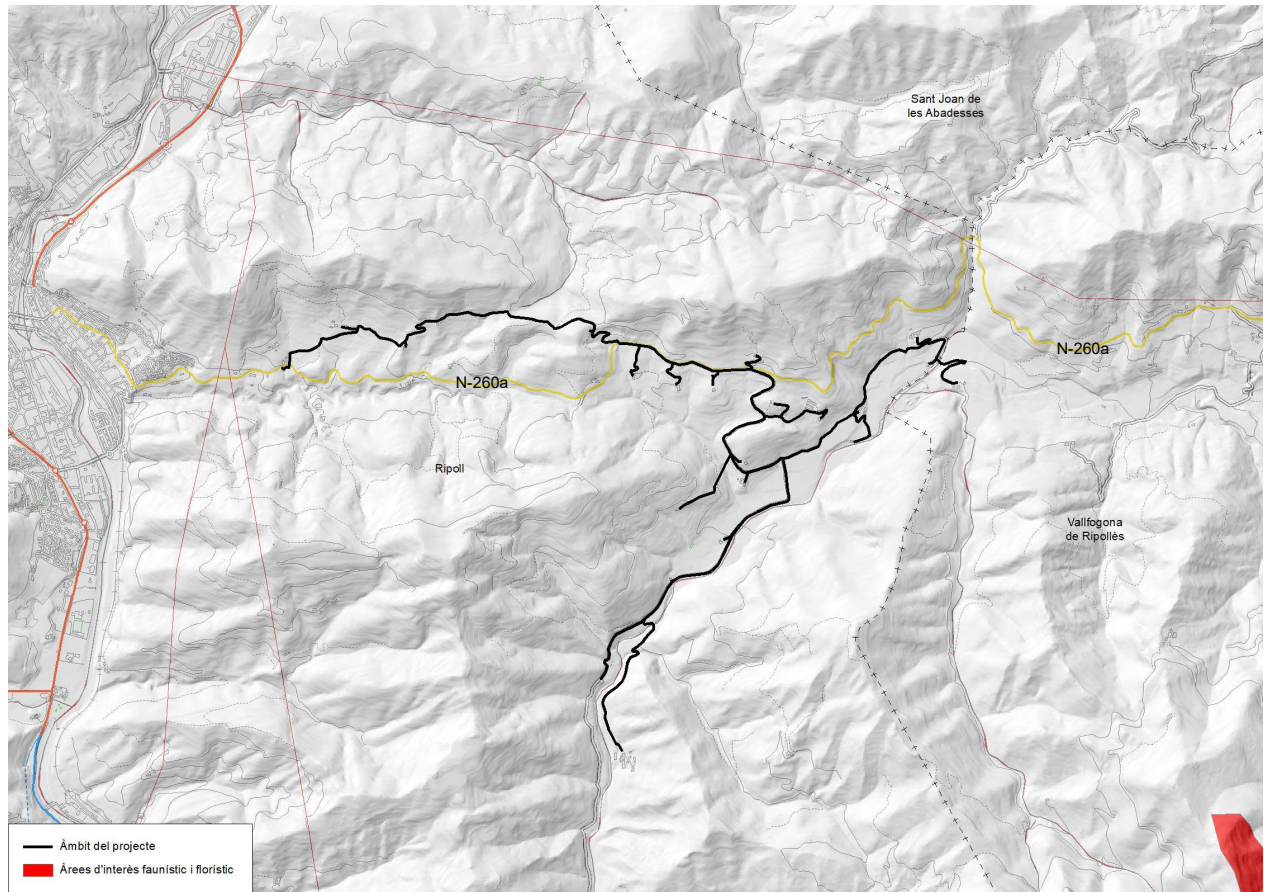 Sant Joan de
les Abadesses
N-260a
N-260a
Ripoll
Vallfogona
de Ripollès
Àmbit del projecte
Àrees d'interès faunístic i florístic